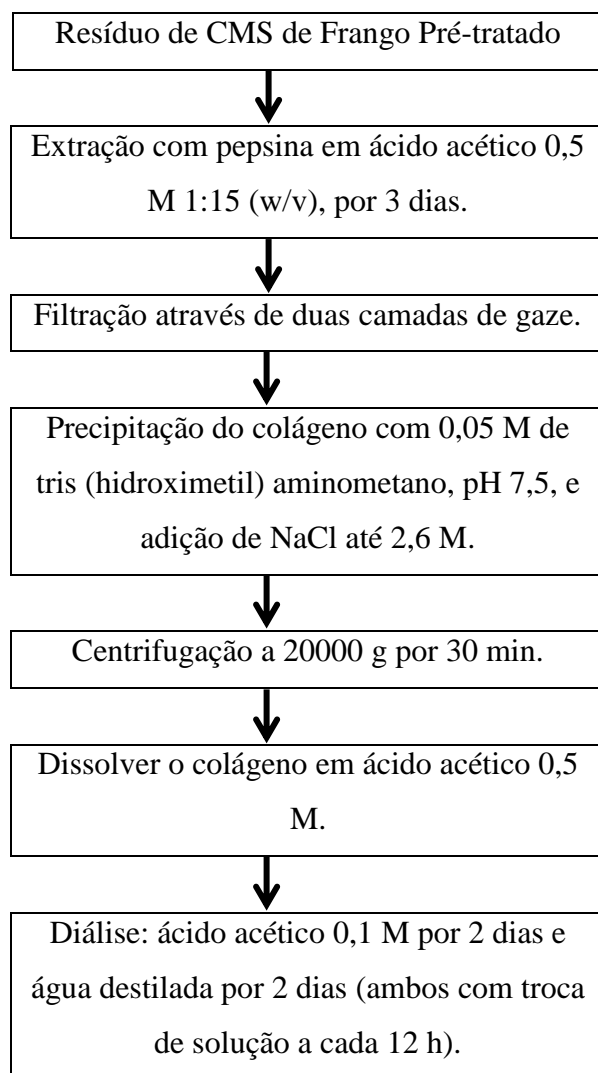 Resíduo de CMS de Frango Pré-tratado
Extração com pepsina em ácido acético 0,5
M 1:15 (w/v), por 3 dias.
Filtração através de duas camadas de gaze.
Precipitação do colágeno com 0,05 M de
tris (hidroximetil) aminometano, pH 7,5, e
adição de NaCl até 2,6 M.
Centrifugação a 20000 g por 30 min.
Dissolver o colágeno em ácido acético 0,5
M.
Diálise: ácido acético 0,1 M por 2 dias e
água destilada por 2 dias (ambos com troca
de solução a cada 12 h).